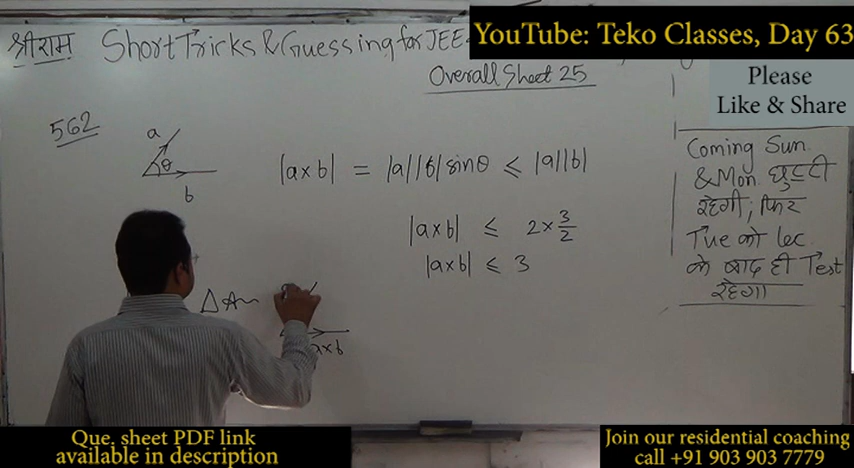 श्रीराम Short Tricks & Guessing for JEE
YouTube: Teko Classes, Day 63
Overall Sheet 25
Please
Like & Share
562
a
θ
b
|a×b| = |a||b|sinθ ⩽ |a||b|
|a×b| ⩽ 2×3/2
|a×b| ⩽ 3
Coming Sun.
& Mon. छुट्टी
रहेगी; फिर
Tue को lec.
के बाद ही Test
रहेगा
Δ Ar
a×b
Que. sheet PDF link
available in description
Join our residential coaching
call +91 903 903 7779